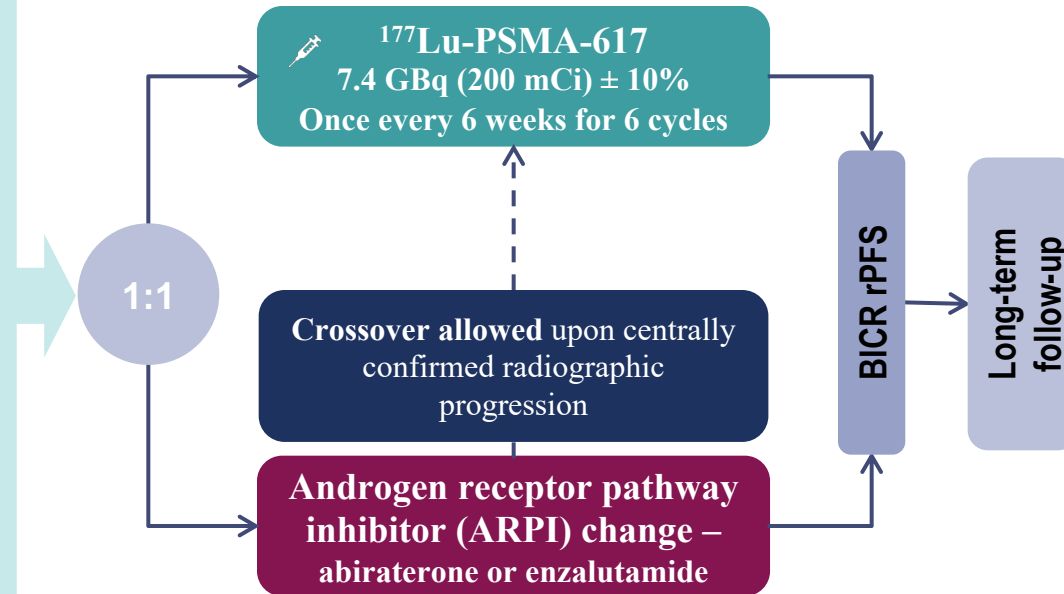 ¹⁷⁷Lu-PSMA-617
7.4 GBq (200 mCi) ± 10%
Once every 6 weeks for 6 cycles
1:1
Crossover allowed upon centrally
confirmed radiographic
progression
Androgen receptor pathway
inhibitor (ARPI) change –
abiraterone or enzalutamide
BICR rPFS
Long-term
follow-up